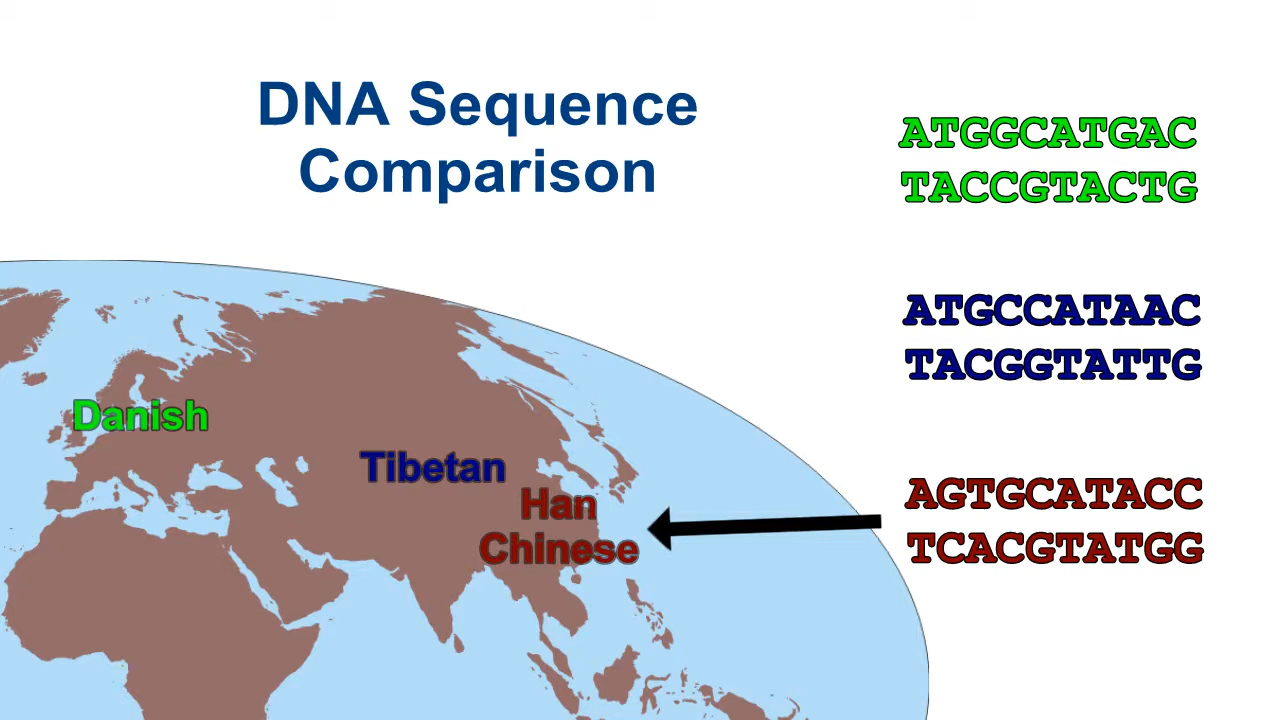 DNA Sequence
Comparison
ATGGCATGAC
TACCGTACTG
ATGCCATAAC
TACGGTATTG
Danish
Tibetan
Han
Chinese
AGTGCATACC
TCACGTATGG